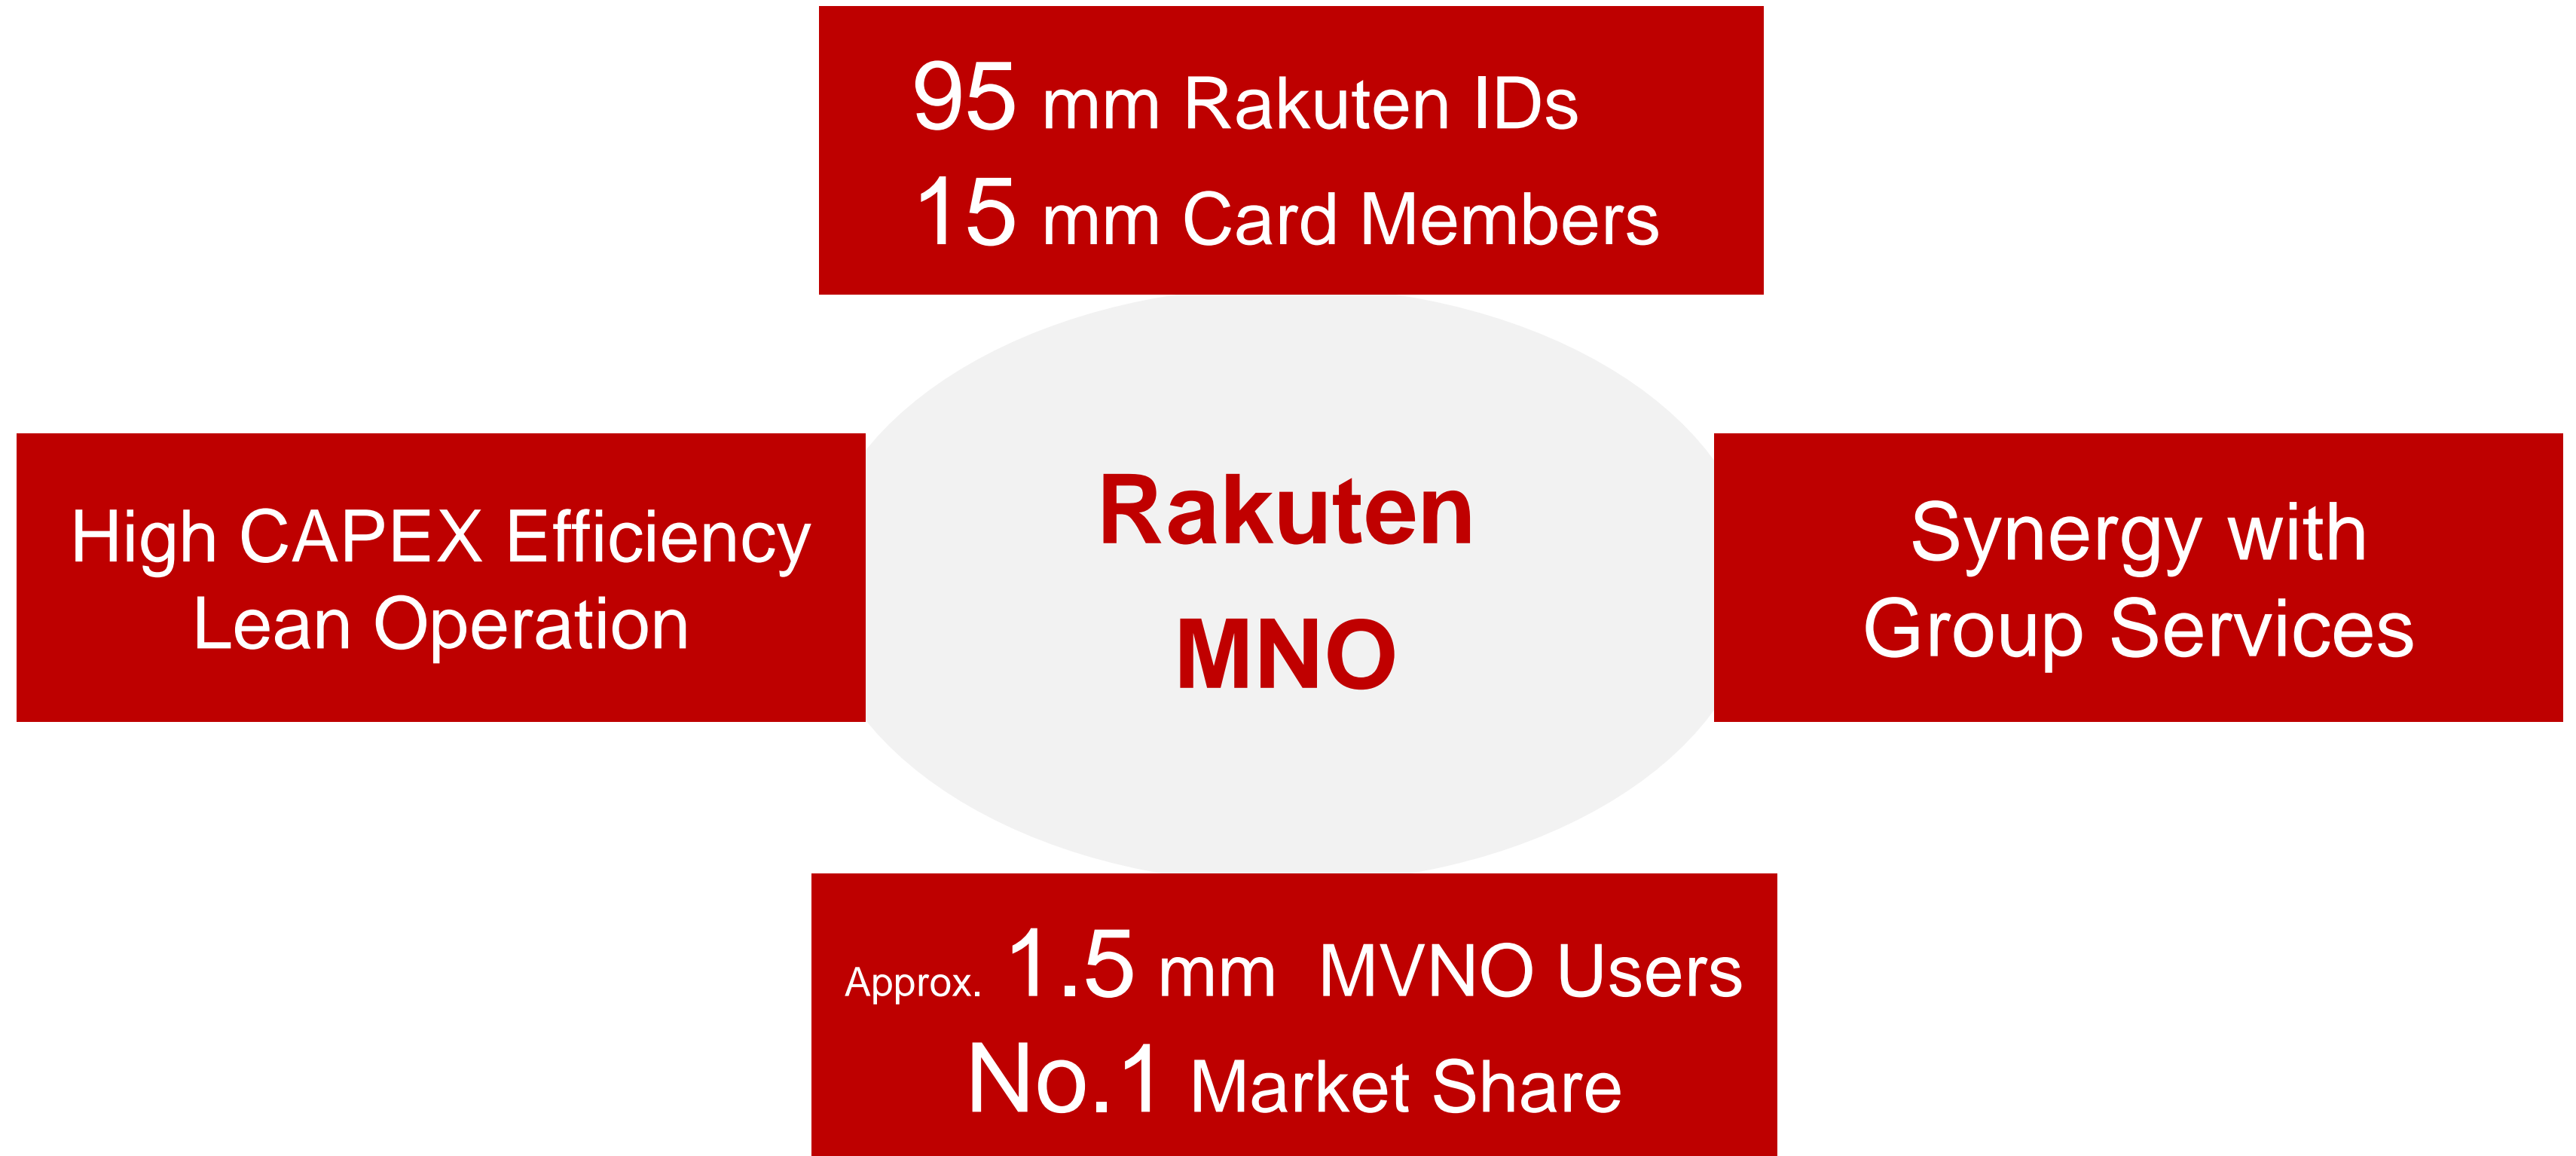 95 mm Rakuten IDs
15 mm Card Members
High CAPEX Efficiency
Lean Operation
Rakuten
MNO
Synergy with
Group Services
Approx. 1.5 mm MVNO Users
No.1 Market Share